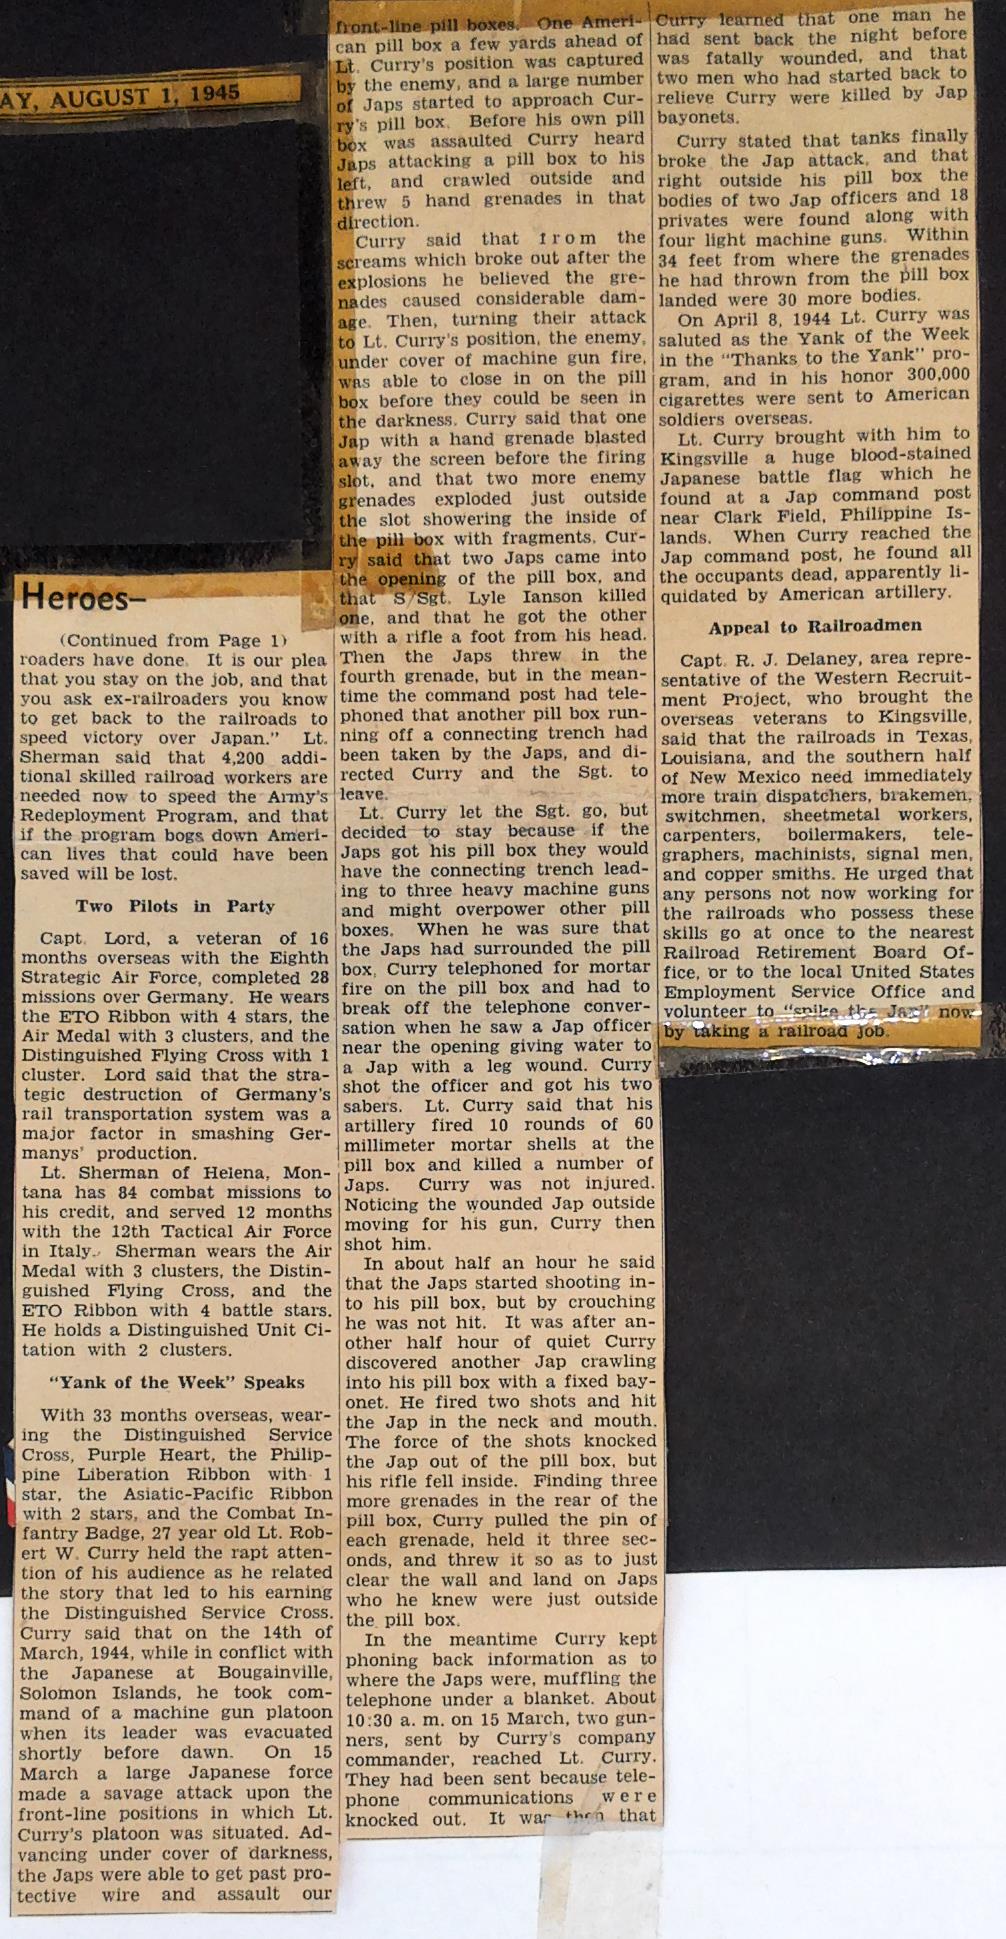 AY, AUGUST 1, 1945
Heroes—
(Continued from Page 1)
roaders have done. It is our plea
that you stay on the job, and that
you ask ex-railroaders you know
to get back to the railroads to
speed victory over Japan." Lt.
Sherman said that 4,200 addi-
tional skilled railroad workers are
needed now to speed the Army's
Redeployment Program, and that
if the program bogs down Ameri-
can lives that could have been
saved will be lost.
Two Pilots in Party
Capt. Lord, a veteran of 16
months overseas with the Eighth
Strategic Air Force, completed 28
missions over Germany. He wears
the ETO Ribbon with 4 stars, the
Air Medal with 3 clusters, and the
Distinguished Flying Cross with 1
cluster. Lord said that the stra-
tegic destruction of Germany's
rail transportation system was a
major factor in smashing Ger-
manys' production.
Lt. Sherman of Helena, Mon-
tana has 84 combat missions to
his credit, and served 12 months
with the 12th Tactical Air Force
in Italy. Sherman wears the Air
Medal with 3 clusters, the Distin-
guished Flying Cross, and the
ETO Ribbon with 4 battle stars.
He holds a Distinguished Unit Ci-
tation with 2 clusters.
"Yank of the Week" Speaks
With 33 months overseas, wear-
ing the Distinguished Service
Cross, Purple Heart, the Philip-
pine Liberation Ribbon with 1
star, the Asiatic-Pacific Ribbon
with 2 stars, and the Combat In-
fantry Badge, 27 year old Lt. Rob-
ert W. Curry held the rapt atten-
tion of his audience as he related
the story that led to his earning
the Distinguished Service Cross.
Curry said that on the 14th of
March, 1944, while in conflict with
the Japanese at Bougainville,
Solomon Islands, he took com-
mand of a machine gun platoon
when its leader was evacuated
shortly before dawn. On 15
March a large Japanese force
made a savage attack upon the
front-line positions in which Lt.
Curry's platoon was situated. Ad-
vancing under cover of darkness,
the Japs were able to get past pro-
tective wire and assault our
front-line pill boxes. One Ameri-
can pill box a few yards ahead of
Lt. Curry's position was captured
by the enemy, and a large number
of Japs started to approach Cur-
ry's pill box. Before his own pill
box was assaulted Curry heard
Japs attacking a pill box to his
left, and crawled outside and
threw 5 hand grenades in that
direction.
Curry said that from the
screams which broke out after the
explosions he believed the gre-
nades caused considerable dam-
age. Then, turning their attack
to Lt. Curry's position, the enemy,
under cover of machine gun fire,
was able to close in on the pill
box before they could be seen in
the darkness. Curry said that one
Jap with a hand grenade blasted
away the screen before the firing
slot, and that two more enemy
grenades exploded just outside
the slot showering the inside of
the pill box with fragments. Cur-
ry said that two Japs came into
the opening of the pill box, and
that S/Sgt. Lyle Ianson killed
one, and that he got the other
with a rifle a foot from his head.
Then the Japs threw in the
fourth grenade, but in the mean-
time the command post had tele-
phoned that another pill box run-
ning off a connecting trench had
been taken by the Japs, and di-
rected Curry and the Sgt. to
leave.
Lt. Curry let the Sgt. go, but
decided to stay because if the
Japs got his pill box they would
have the connecting trench lead-
ing to three heavy machine guns
and might overpower other pill
boxes. When he was sure that
the Japs had surrounded the pill
box, Curry telephoned for mortar
fire on the pill box and had to
break off the telephone conver-
sation when he saw a Jap officer
near the opening giving water to
a Jap with a leg wound. Curry
shot the officer and got his two
sabers. Lt. Curry said that his
artillery fired 10 rounds of 60
millimeter mortar shells at the
pill box and killed a number of
Japs. Curry was not injured.
Noticing the wounded Jap outside
moving for his gun, Curry then
shot him.
In about half an hour he said
that the Japs started shooting in-
to his pill box, but by crouching
he was not hit. It was after an-
other half hour of quiet Curry
discovered another Jap crawling
into his pill box with a fixed bay-
onet. He fired two shots and hit
the Jap in the neck and mouth.
The force of the shots knocked
the Jap out of the pill box, but
his rifle fell inside. Finding three
more grenades in the rear of the
pill box, Curry pulled the pin of
each grenade, held it three sec-
onds, and threw it so as to just
clear the wall and land on Japs
who he knew were just outside
the pill box.
In the meantime Curry kept
phoning back information as to
where the Japs were, muffling the
telephone under a blanket. About
10:30 a. m. on 15 March, two gun-
ners, sent by Curry's company
commander, reached Lt. Curry.
They had been sent because tele-
phone communications were
knocked out. It was then that
Curry learned that one man he
had sent back the night before
was fatally wounded, and that
two men who had started back to
relieve Curry were killed by Jap
bayonets.
Curry stated that tanks finally
broke the Jap attack, and that
right outside his pill box the
bodies of two Jap officers and 18
privates were found along with
four light machine guns. Within
34 feet from where the grenades
he had thrown from the pill box
landed were 30 more bodies.
On April 8, 1944 Lt. Curry was
saluted as the Yank of the Week
in the "Thanks to the Yank" pro-
gram, and in his honor 300,000
cigarettes were sent to American
soldiers overseas.
Lt. Curry brought with him to
Kingsville a huge blood-stained
Japanese battle flag which he
found at a Jap command post
near Clark Field, Philippine Is-
lands. When Curry reached the
Jap command post, he found all
the occupants dead, apparently li-
quidated by American artillery.
Appeal to Railroadmen
Capt. R. J. Delaney, area repre-
sentative of the Western Recruit-
ment Project, who brought the
overseas veterans to Kingsville,
said that the railroads in Texas,
Louisiana, and the southern half
of New Mexico need immediately
more train dispatchers, brakemen,
switchmen, sheetmetal workers,
carpenters, boilermakers, tele-
graphers, machinists, signal men,
and copper smiths. He urged that
any persons not now working for
the railroads who possess these
skills go at once to the nearest
Railroad Retirement Board Of-
fice, or to the local United States
Employment Service Office and
volunteer to "spike the Jap" now
by taking a railroad job.